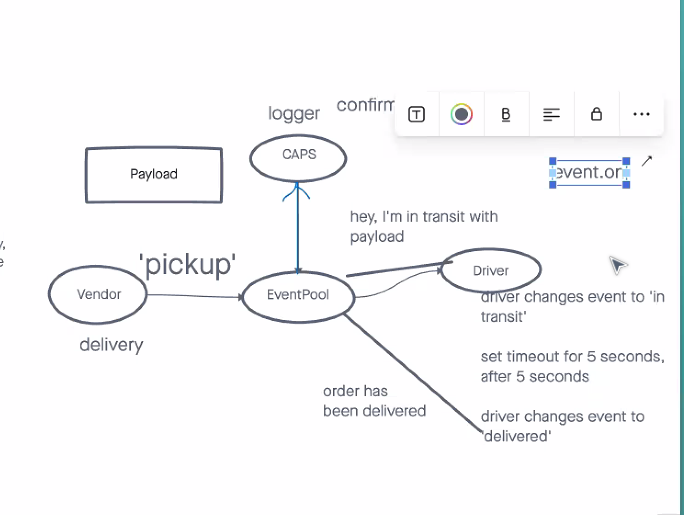 logger
confirm
B
CAPS
Payload
event.on
hey, I'm in transit with
payload
'pickup'
Driver
Vendor
EventPool
driver changes event to 'in
transit'
delivery
set timeout for 5 seconds,
after 5 seconds
order has
been delivered
driver changes event to
'delivered'